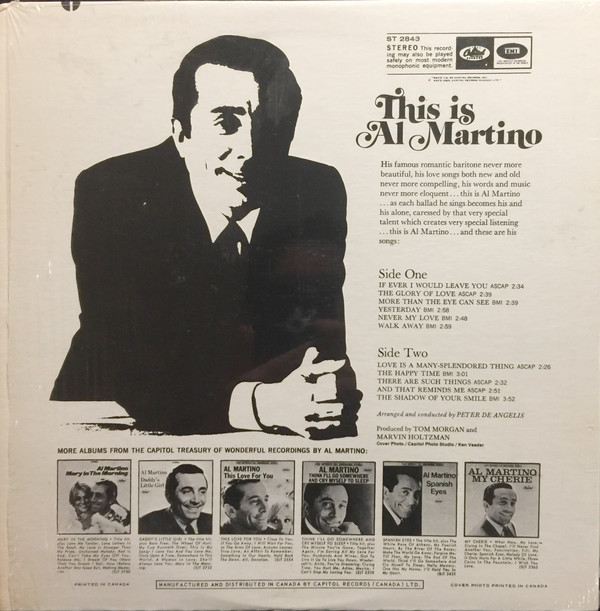 ST 2843
STEREO This record-
ing may also be played
safely on most modern
monophonic equipment.
Capitol
EMI
This is
Al Martino
His famous romantic baritone never more
beautiful, his love songs both new and old
never more compelling, his words and music
never more eloquent...this is Al Martino
...as each ballad he sings becomes his and
his alone, caressed by that very special
talent which creates very special listening
...this is Al Martino...and these are his
songs:
Side One
IF EVER I WOULD LEAVE YOU ASCAP 2:34
THE GLORY OF LOVE ASCAP 2:39
MORE THAN THE EYE CAN SEE BMI 2:39
YESTERDAY BMI 2:58
NEVER MY LOVE BMI 2:48
WALK AWAY BMI 2:59
Side Two
LOVE IS A MANY-SPLENDORED THING ASCAP 2:26
THE HAPPY TIME BMI 3:01
THERE ARE SUCH THINGS ASCAP 2:32
AND THAT REMINDS ME ASCAP 2:51
THE SHADOW OF YOUR SMILE BMI 3:52
Arranged and conducted by PETER DE ANGELIS
Produced by TOM MORGAN and
MARVIN HOLTZMAN
Cover Photo / Capitol Photo Studio / Ken Veeder
MORE ALBUMS FROM THE CAPITOL TREASURY OF WONDERFUL RECORDINGS BY AL MARTINO:
Al Martino
Mary in The Morning
Al Martino
Daddy's
Little Girl
AL MARTINO
This Love For You
AL MARTINO:
THINK I'LL GO SOMEWHERE
AND CRY MYSELF TO SLEEP
Al Martino
Spanish
Eyes
AL MARTINO
MY CHERIE
PRINTED IN CANADA
MANUFACTURED AND DISTRIBUTED IN CANADA BY CAPITOL RECORDS (CANADA) LTD.
COVER PHOTO PRINTED IN CANADA